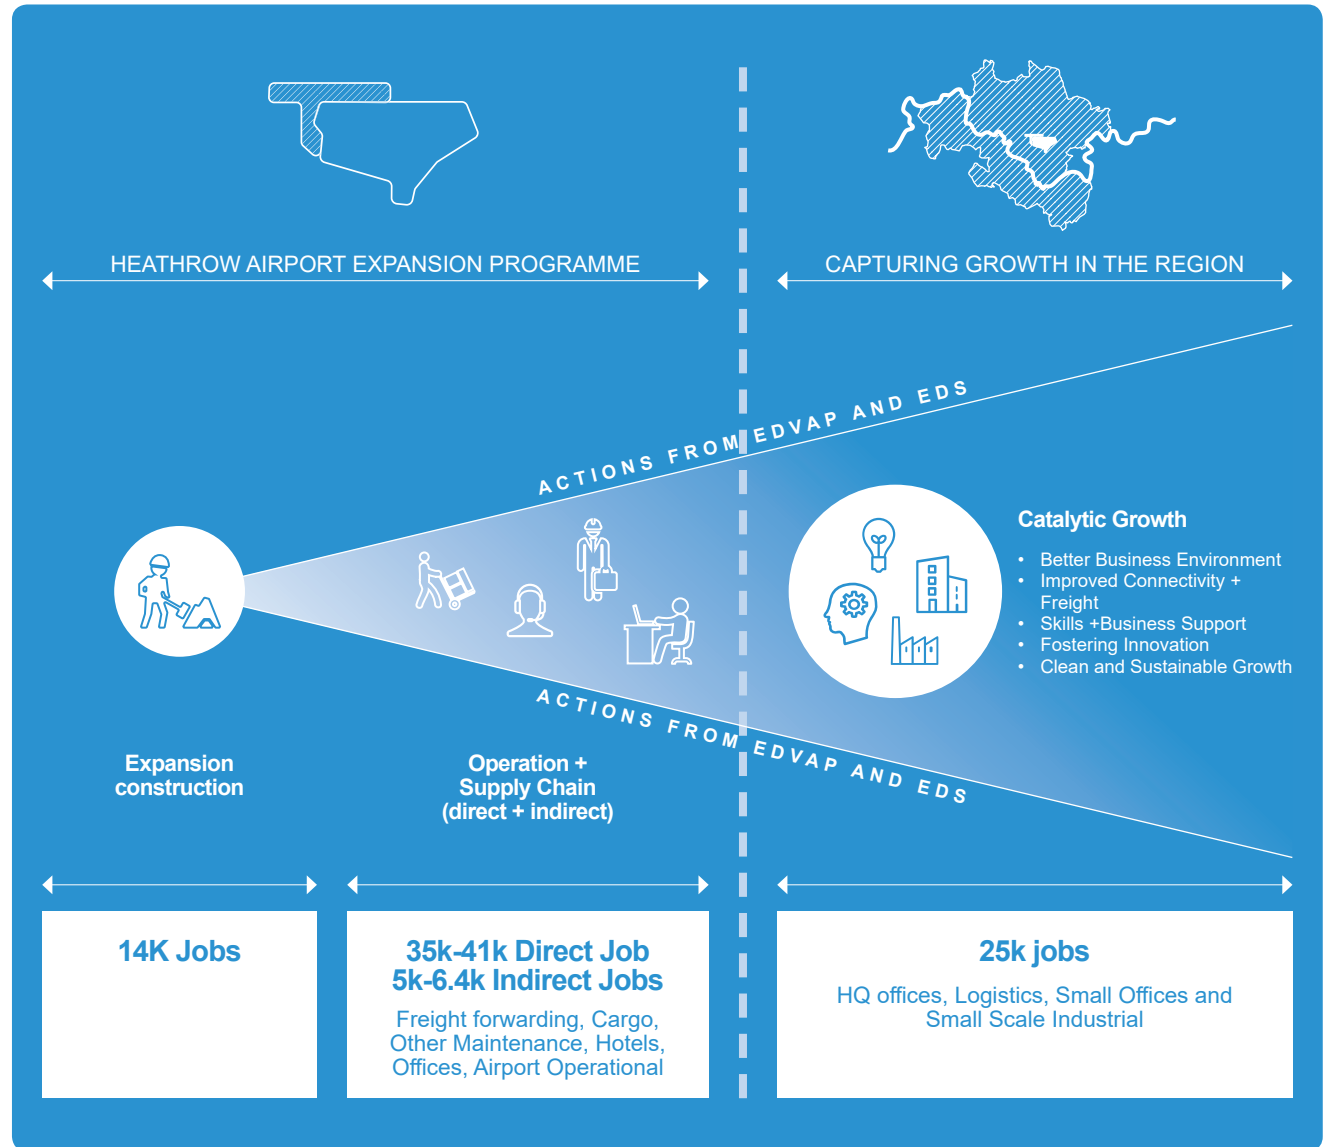 HEATHROW AIRPORT EXPANSION PROGRAMME
CAPTURING GROWTH IN THE REGION
ACTIONS FROM EDVAP AND EDS
Catalytic Growth
• Better Business Environment
• Improved Connectivity +
Freight
• Skills +Business Support
• Fostering Innovation
• Clean and Sustainable Growth
ACTIONS FROM EDVAP AND EDS
Expansion
construction
Operation +
Supply Chain
(direct + indirect)
14K Jobs
35k-41k Direct Job
5k-6.4k Indirect Jobs
Freight forwarding, Cargo,
Other Maintenance, Hotels,
Offices, Airport Operational
25k jobs
HQ offices, Logistics, Small Offices and
Small Scale Industrial